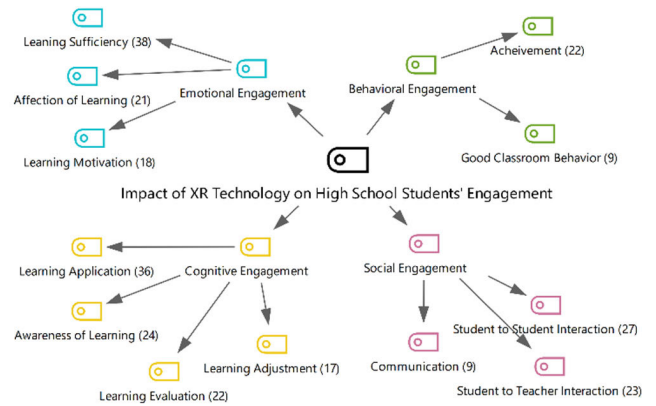 Leaning Sufficiency (38)
Affection of Learning (21)
Learning Motivation (18)
Emotional Engagement
Behavioral Engagement
Acheivement (22)
Good Classroom Behavior (9)
Impact of XR Technology on High School Students' Engagement
Learning Application (36)
Cognitive Engagement
Awareness of Learning (24)
Learning Evaluation (22)
Learning Adjustment (17)
Social Engagement
Student to Student Interaction (27)
Communication (9)
Student to Teacher Interaction (23)